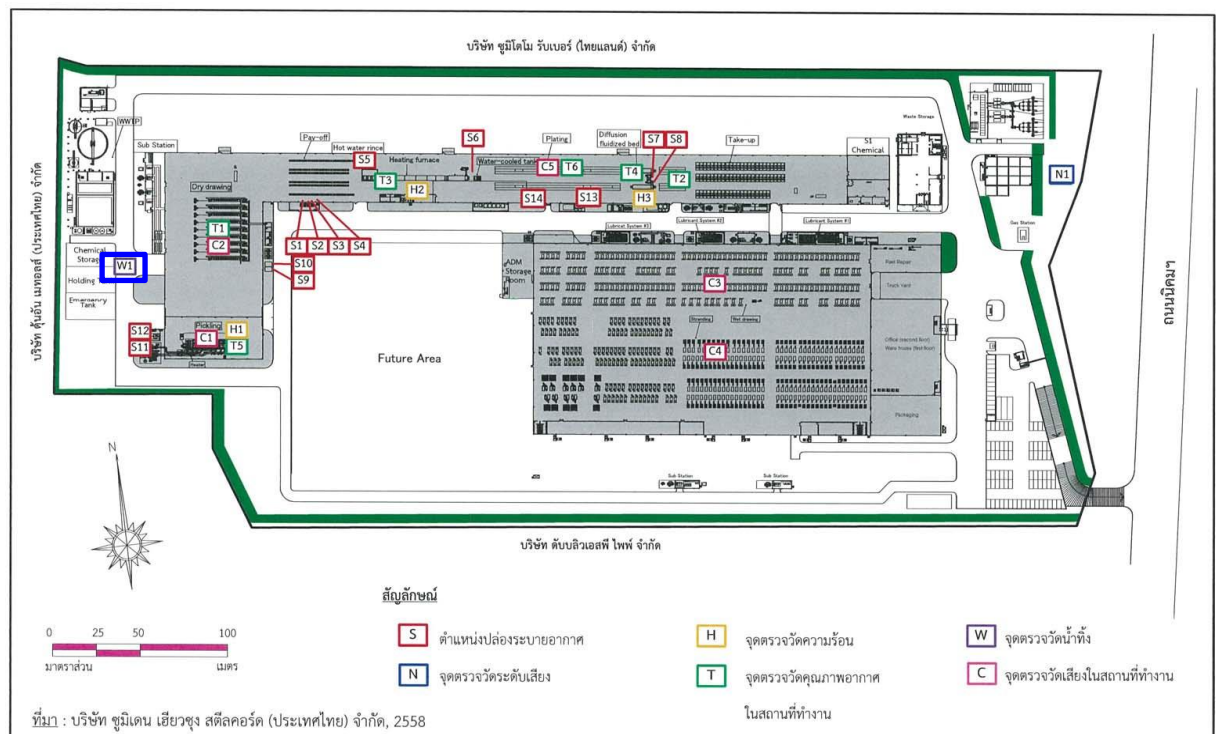 บริษัท ซูมิโตโม รับเบอร์ (ไทยแลนด์) จำกัด
บริษัท ตุ้นอัน เมทอลส์ (ประเทศไทย) จำกัด
WWTP
Sub Station
Pay-off
Hot water rince
S5
S6
Plating
Diffusion
fluidized bed
S7 S8
Take-up
Waste Storage
S1
Chemical
N1
Heating furnace
Water-cooled tank
C5 T6
T4
T2
T3
H2
S14 S13
H3
Dry drawing
T1
C2
S1 S2 S3 S4
S10
S9
Gas Station
Lubricant System #2
Lubricant System #1
Chemical
Storage
W1
Holding
Emergency
Tank
ADM
Storage
Room
C3
Reel Repair
Truck Yard
Stranding
Wet drawing
C4
Office (second floor)
Packaging
S12
S11
Pickling
C1
H1
T5
Future Area
ถนนนิคมฯ
Sub Station
Sub Station
บริษัท ดับบลิวเอสพี ไพพ์ จำกัด
N
สัญลักษณ์
0 25 50 100
มาตราส่วน เมตร
S ตำแหน่งปล่องระบายอากาศ
H จุดตรวจวัดความร้อน
W จุดตรวจวัดน้ำทิ้ง
N จุดตรวจวัดระดับเสียง
T จุดตรวจวัดคุณภาพอากาศ
ในสถานที่ทำงาน
C จุดตรวจวัดเสียงในสถานที่ทำงาน
ที่มา : บริษัท ซูมิเดน เฮียวซุง สตีลคอร์ด (ประเทศไทย) จำกัด, 2558